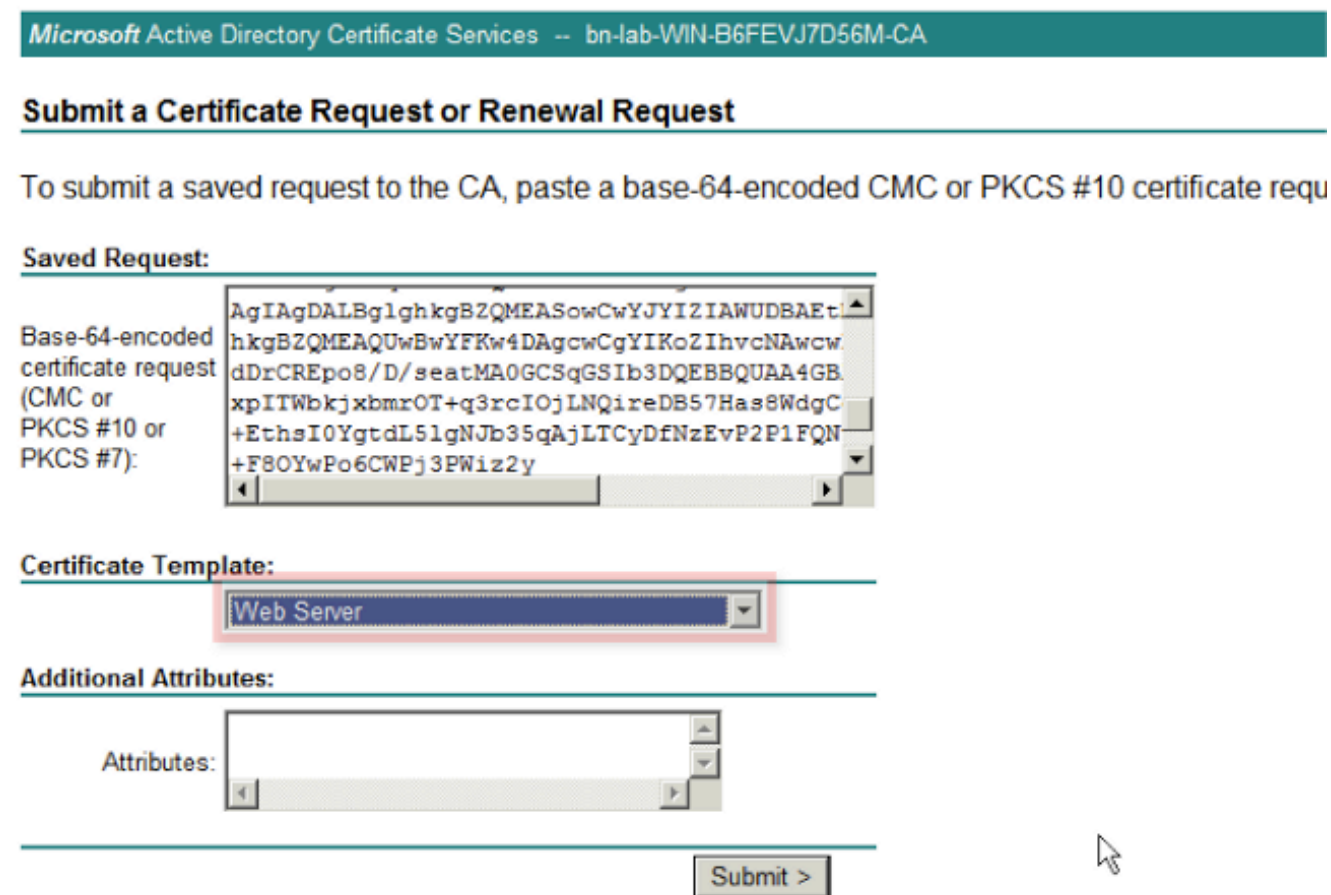 Microsoft Active Directory Certificate Services -- bn-lab-WIN-B6FEVJ7D56M-CA
Submit a Certificate Request or Renewal Request
To submit a saved request to the CA, paste a base-64-encoded CMC or PKCS #10 certificate requ
Saved Request:
Base-64-encoded
certificate request
(CMC or
PKCS #10 or
PKCS #7):
AgIAgDALBglghkgBZQMEASowCwYJYIZIAWUDBAEt
hkgBZQMEAQUwBwYFKw4DAgcwCgYIKoZIhvcNAwcw
dDrCREpo8/D/seatMA0GCSqGSIb3DQEBBQUAA4GB
xpITWbkjxbmrOT+q3rcIOjLNQireDB57Has8WdgC
+EthsI0YgtdL5lgNJb35qAjLTCyDfNzEvP2P1FQN
+F8OYwPo6CWPj3PWiz2y
Certificate Template:
Web Server
Additional Attributes:
Attributes:
Submit >